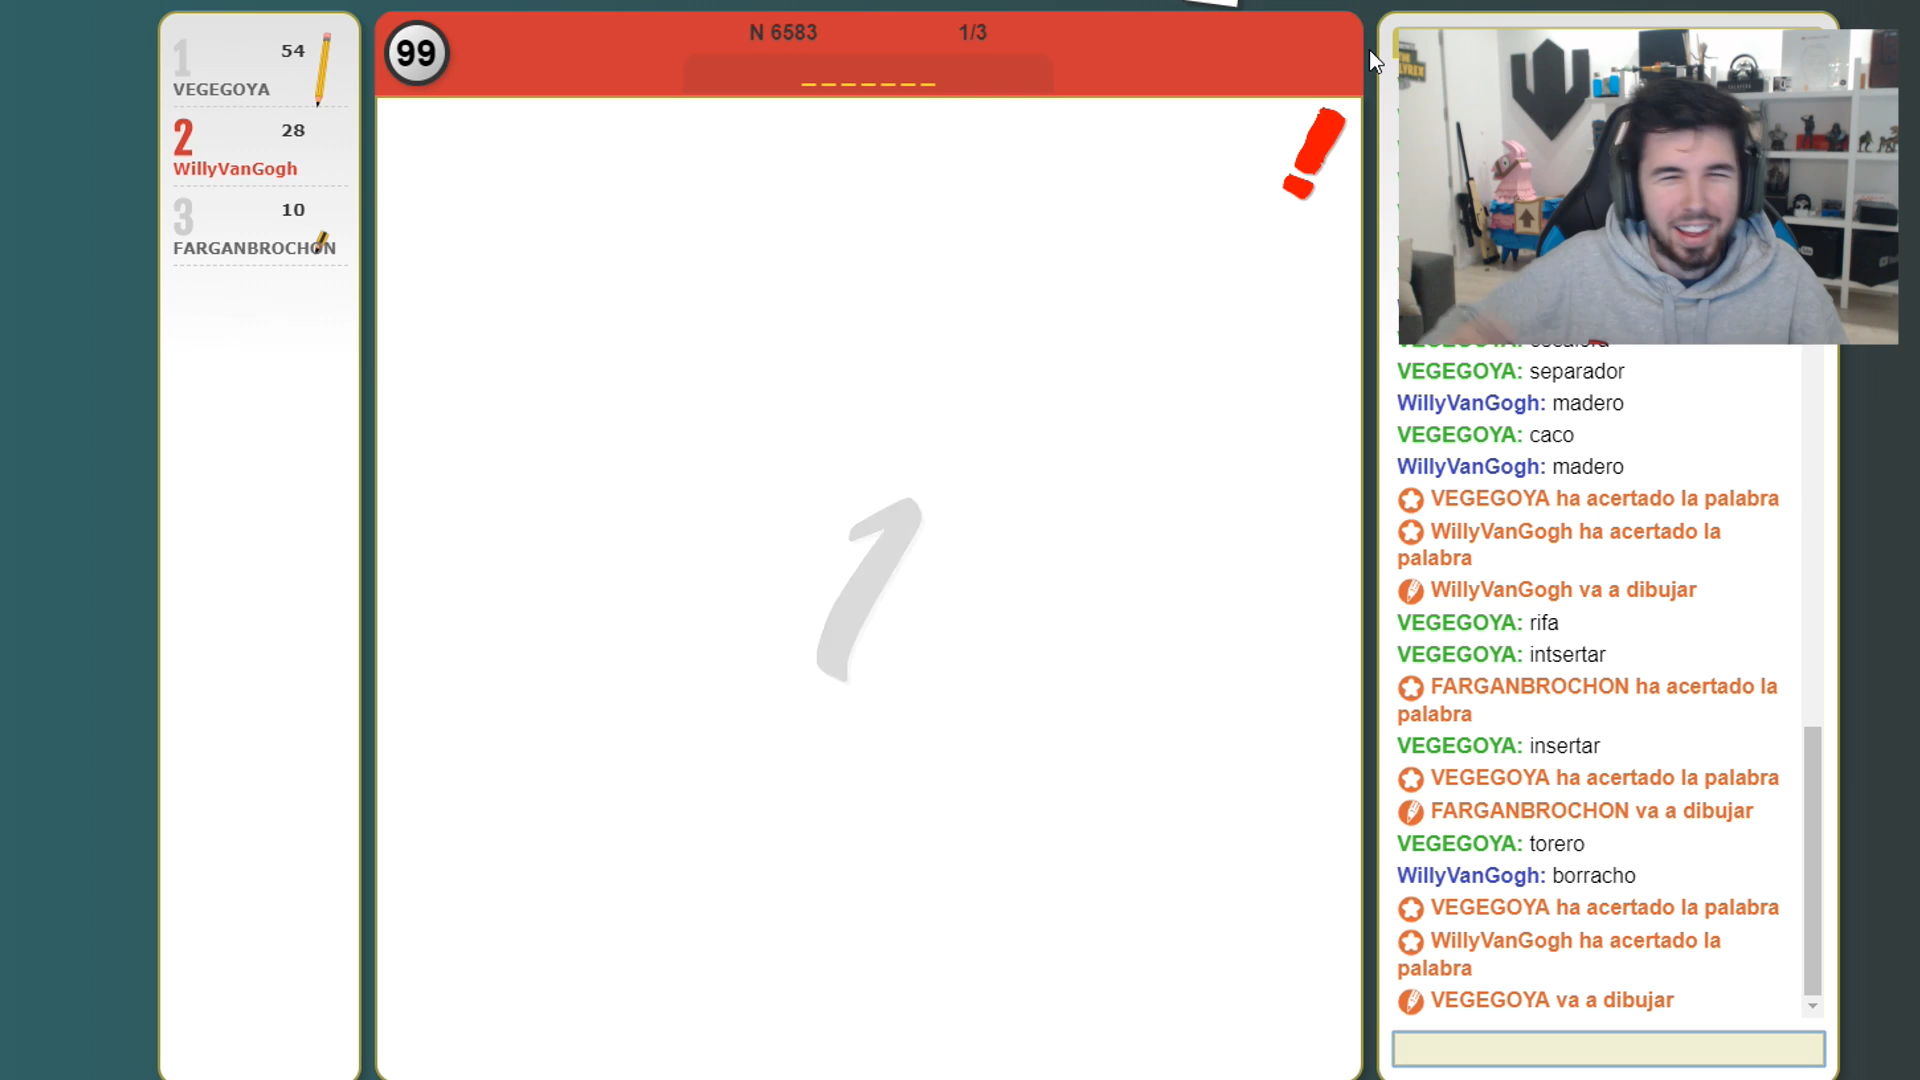 1
54
VEGEGOYA
2
28
WillyVanGogh
3
10
FARGANBROCHON
99
N 6583
1/3
_ _ _ _ _ _ _
!
1
VEGEGOYA: separador
WillyVanGogh: madero
VEGEGOYA: caco
WillyVanGogh: madero
VEGEGOYA ha acertado la palabra
WillyVanGogh ha acertado la
palabra
WillyVanGogh va a dibujar
VEGEGOYA: rifa
VEGEGOYA: intsertar
FARGANBROCHON ha acertado la
palabra
VEGEGOYA: insertar
VEGEGOYA ha acertado la palabra
FARGANBROCHON va a dibujar
VEGEGOYA: torero
WillyVanGogh: borracho
VEGEGOYA ha acertado la palabra
WillyVanGogh ha acertado la
palabra
VEGEGOYA va a dibujar